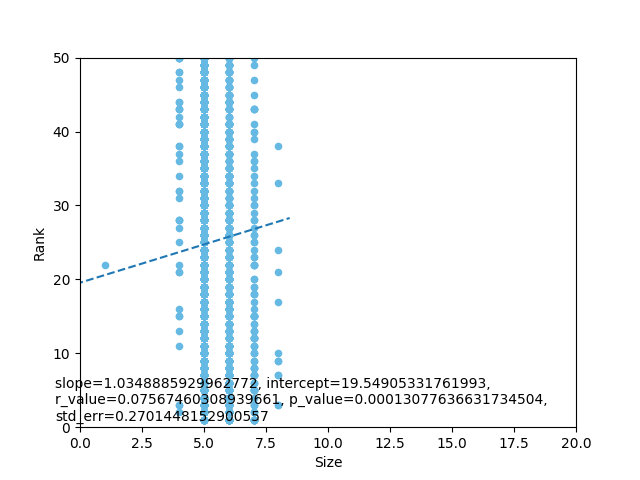 50
40
30
20
10
0
Rank
slope=1.0348885929962772, intercept=19.54905331761993,
r_value=0.07567460308939661, p_value=0.00013077636631734504,
std_err=0.2701448152900557
0.0 2.5 5.0 7.5 10.0 12.5 15.0 17.5 20.0
Size